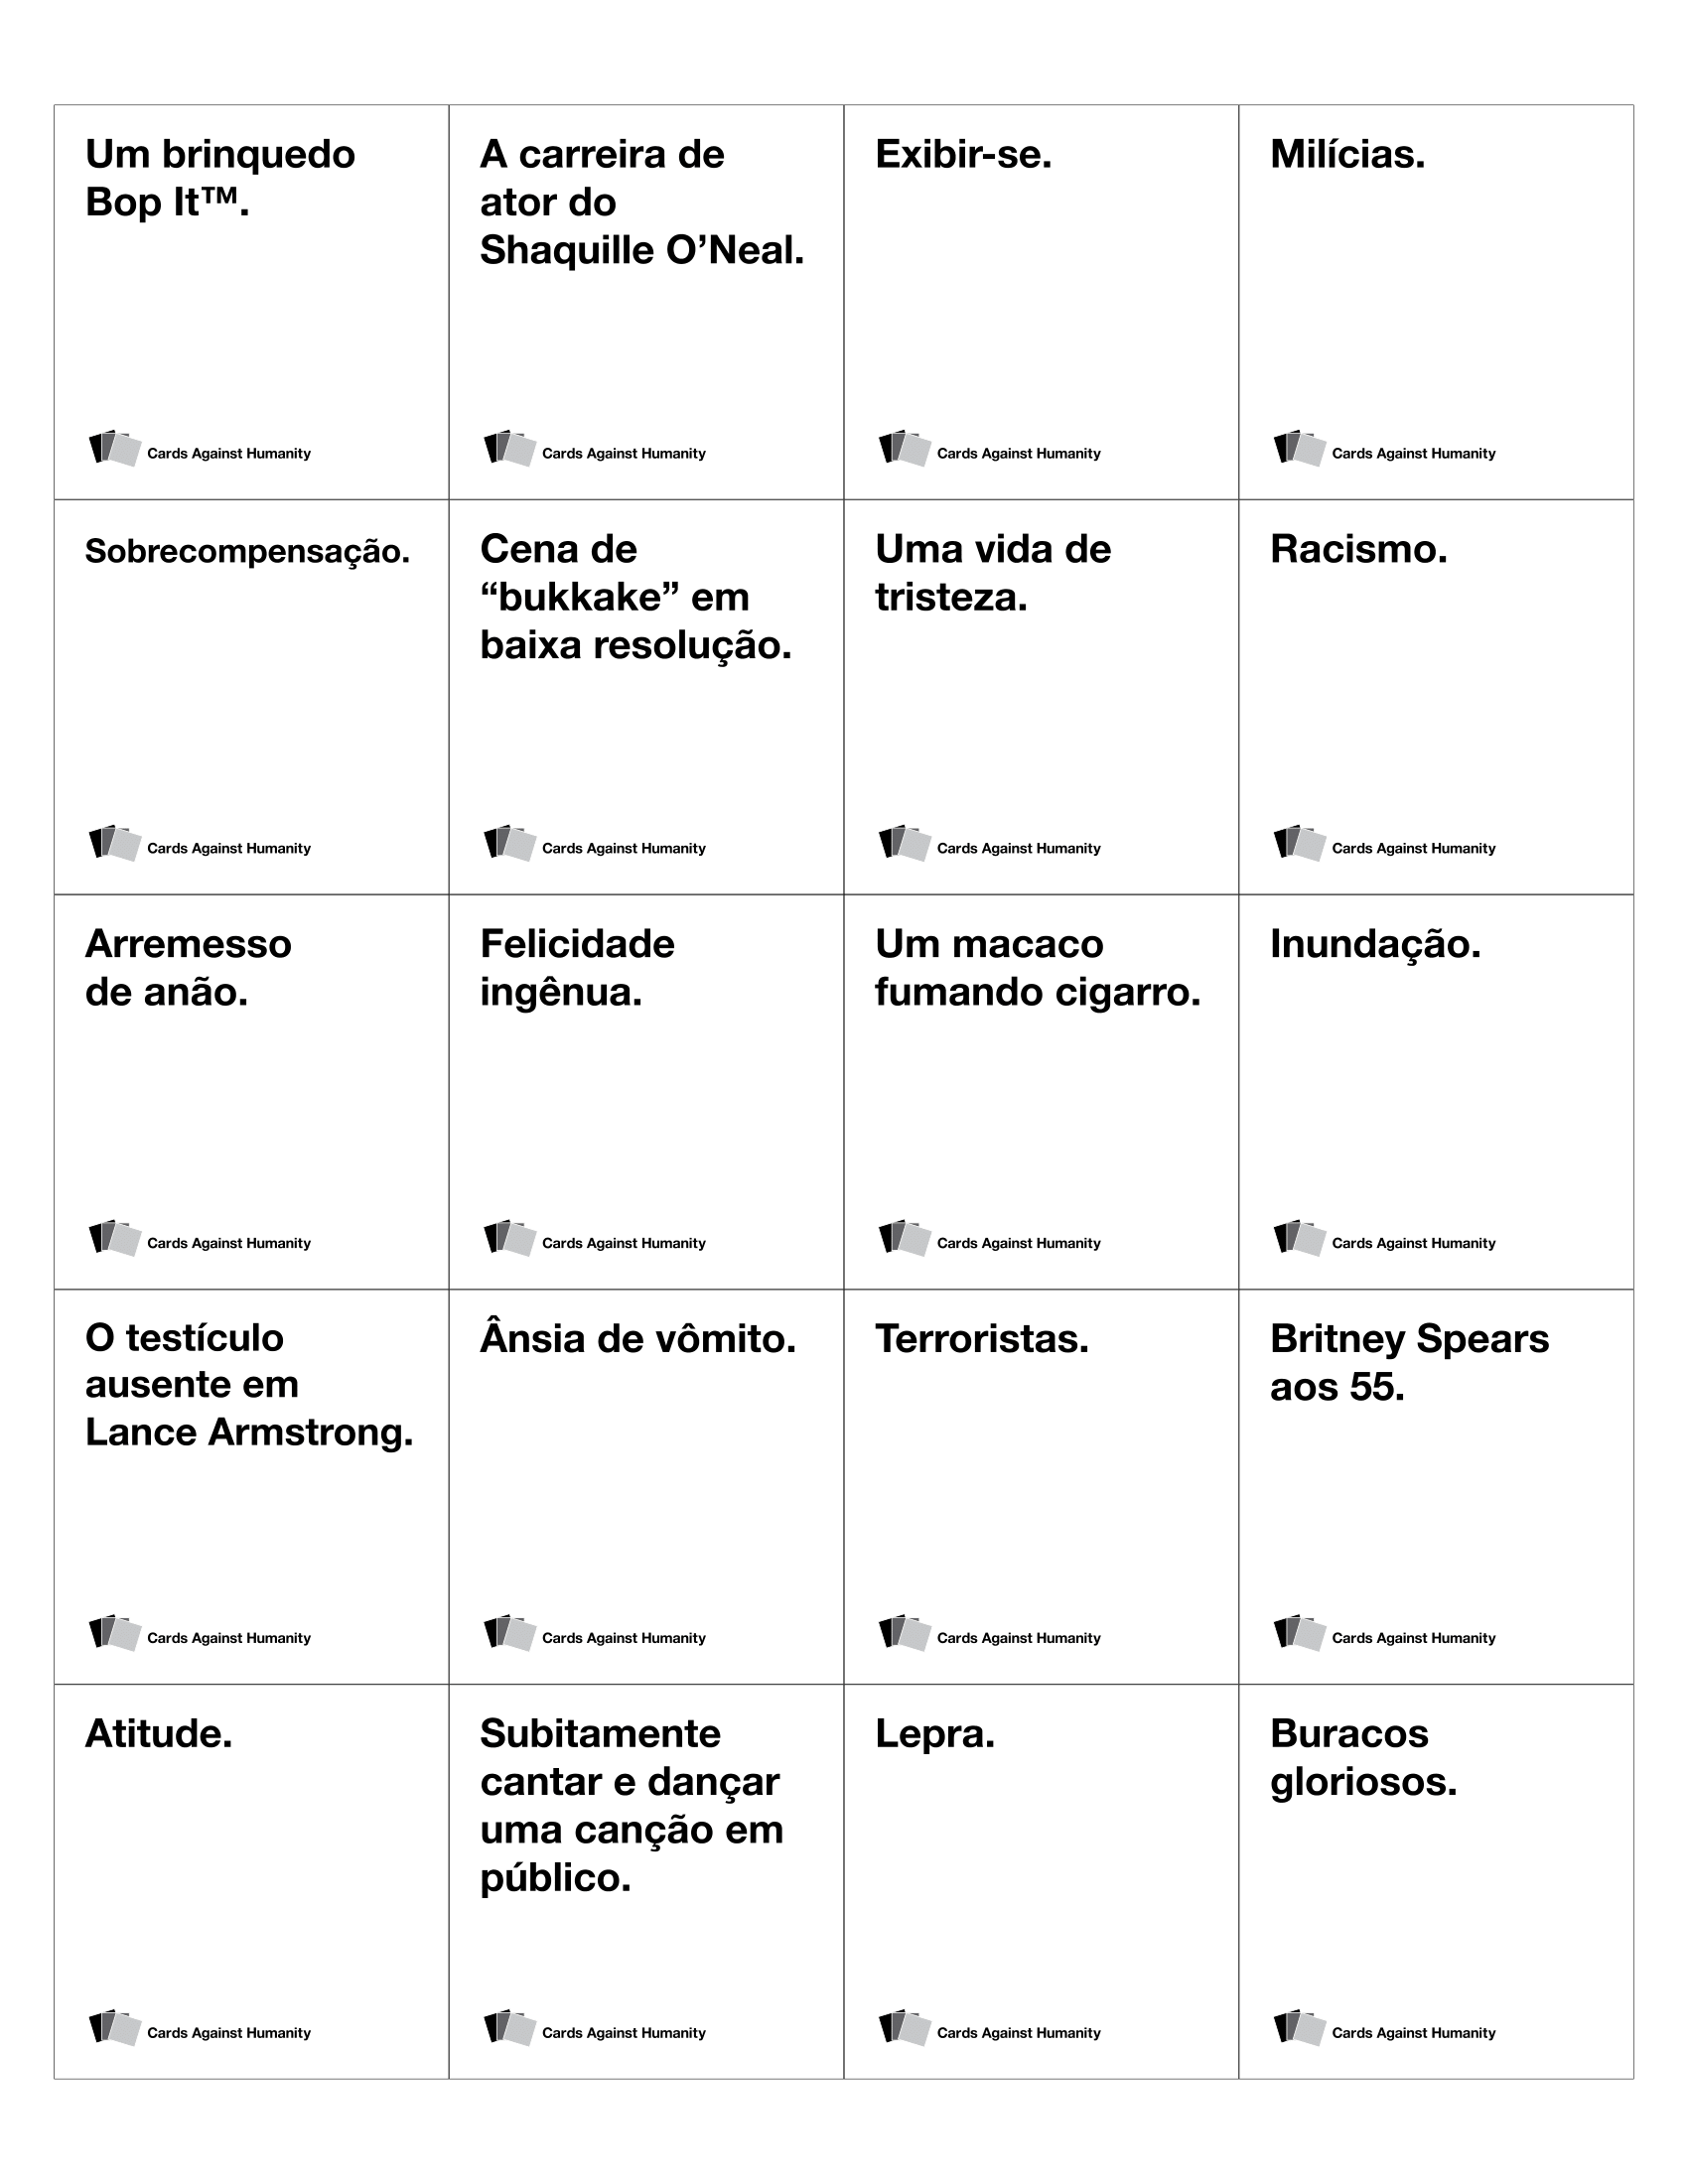 Um brinquedo
Bop It™.
Cards Against Humanity
A carreira de
ator do
Shaquille O’Neal.
Cards Against Humanity
Exibir-se.
Cards Against Humanity
Milícias.
Cards Against Humanity
Sobrecompensação.
Cards Against Humanity
Cena de
“bukkake” em
baixa resolução.
Cards Against Humanity
Uma vida de
tristeza.
Cards Against Humanity
Racismo.
Cards Against Humanity
Arremesso
de anão.
Cards Against Humanity
Felicidade
ingênua.
Cards Against Humanity
Um macaco
fumando cigarro.
Cards Against Humanity
Inundação.
Cards Against Humanity
O testículo
ausente em
Lance Armstrong.
Cards Against Humanity
Ânsia de vômito.
Cards Against Humanity
Terroristas.
Cards Against Humanity
Britney Spears
aos 55.
Cards Against Humanity
Atitude.
Cards Against Humanity
Subitamente
cantar e dançar
uma canção em
público.
Cards Against Humanity
Lepra.
Cards Against Humanity
Buracos
gloriosos.
Cards Against Humanity